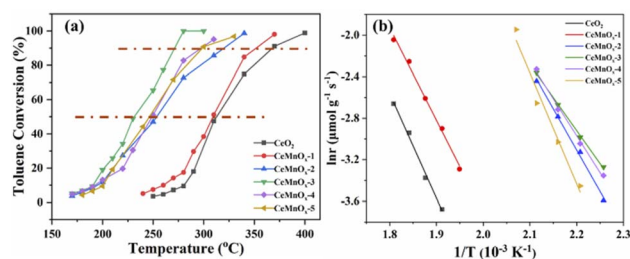 (a)
Toluene Conversion (%)
100
80
60
40
20
0
150 200 250 300 350 400
Temperature (°C)
CeO₂
CeMnOₓ-1
CeMnOₓ-2
CeMnOₓ-3
CeMnOₓ-4
CeMnOₓ-5
(b)
lnr (μmol g⁻¹ s⁻¹)
-2.0
-2.4
-2.8
-3.2
-3.6
1.8 1.9 2.0 2.1 2.2 2.3
1/T (10⁻³ K⁻¹)
CeO₂
CeMnOₓ-1
CeMnOₓ-2
CeMnOₓ-3
CeMnOₓ-4
CeMnOₓ-5